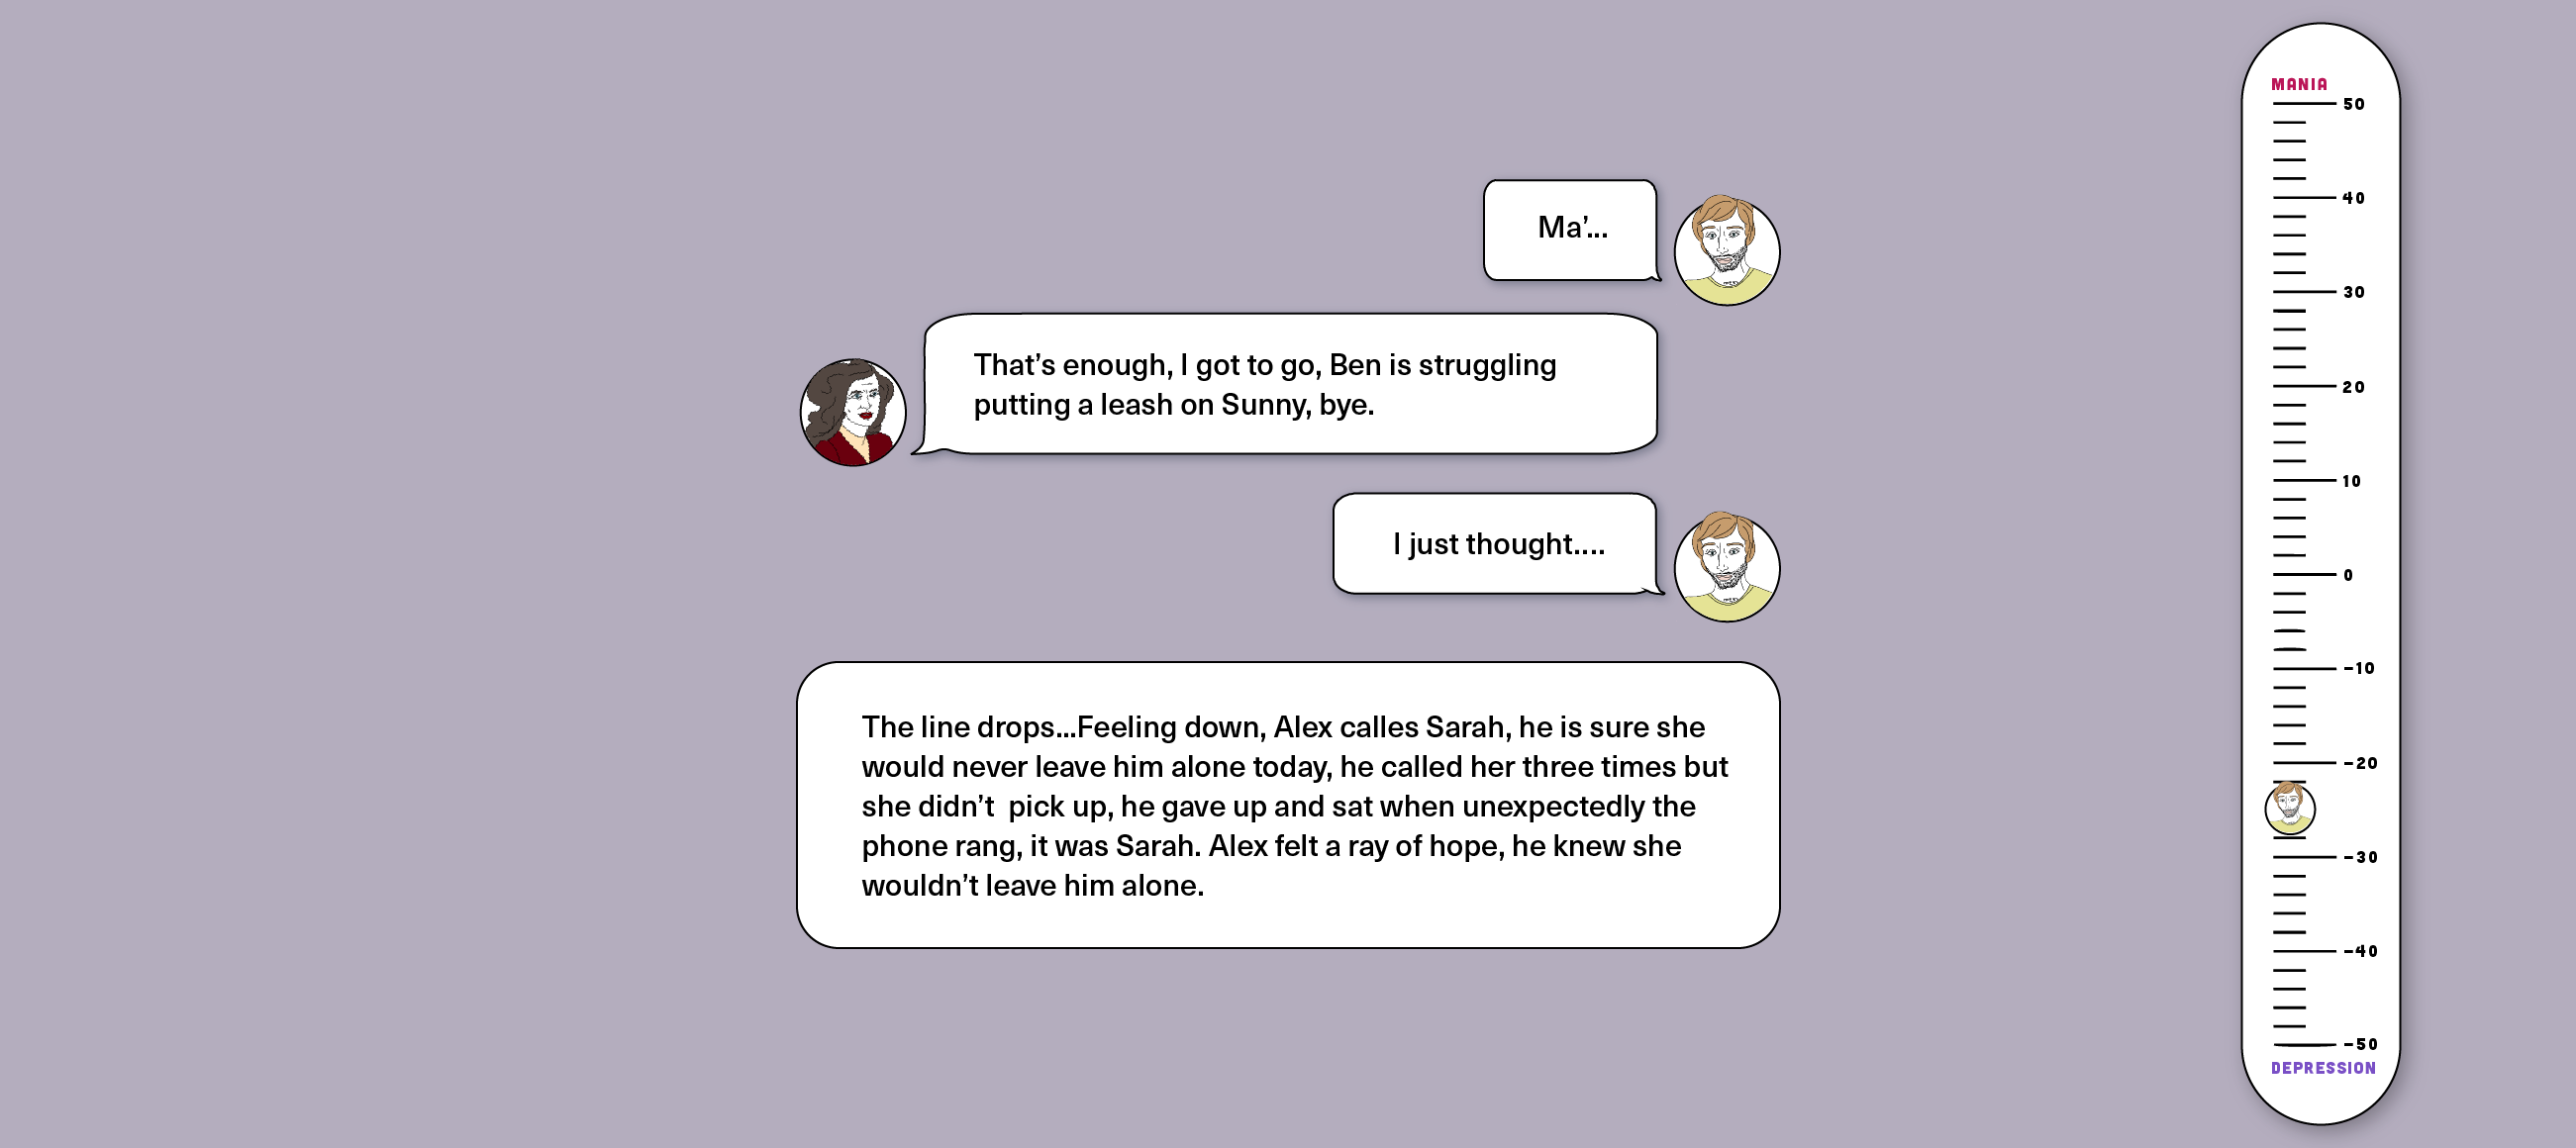 Ma’...
That’s enough, I got to go, Ben is struggling
putting a leash on Sunny, bye.
I just thought....
The line drops...Feeling down, Alex calles Sarah, he is sure she
would never leave him alone today, he called her three times but
she didn’t  pick up, he gave up and sat when unexpectedly the
phone rang, it was Sarah. Alex felt a ray of hope, he knew she
wouldn’t leave him alone.
MANIA
50
40
30
20
10
0
-10
-20
-30
-40
-50
DEPRESSION